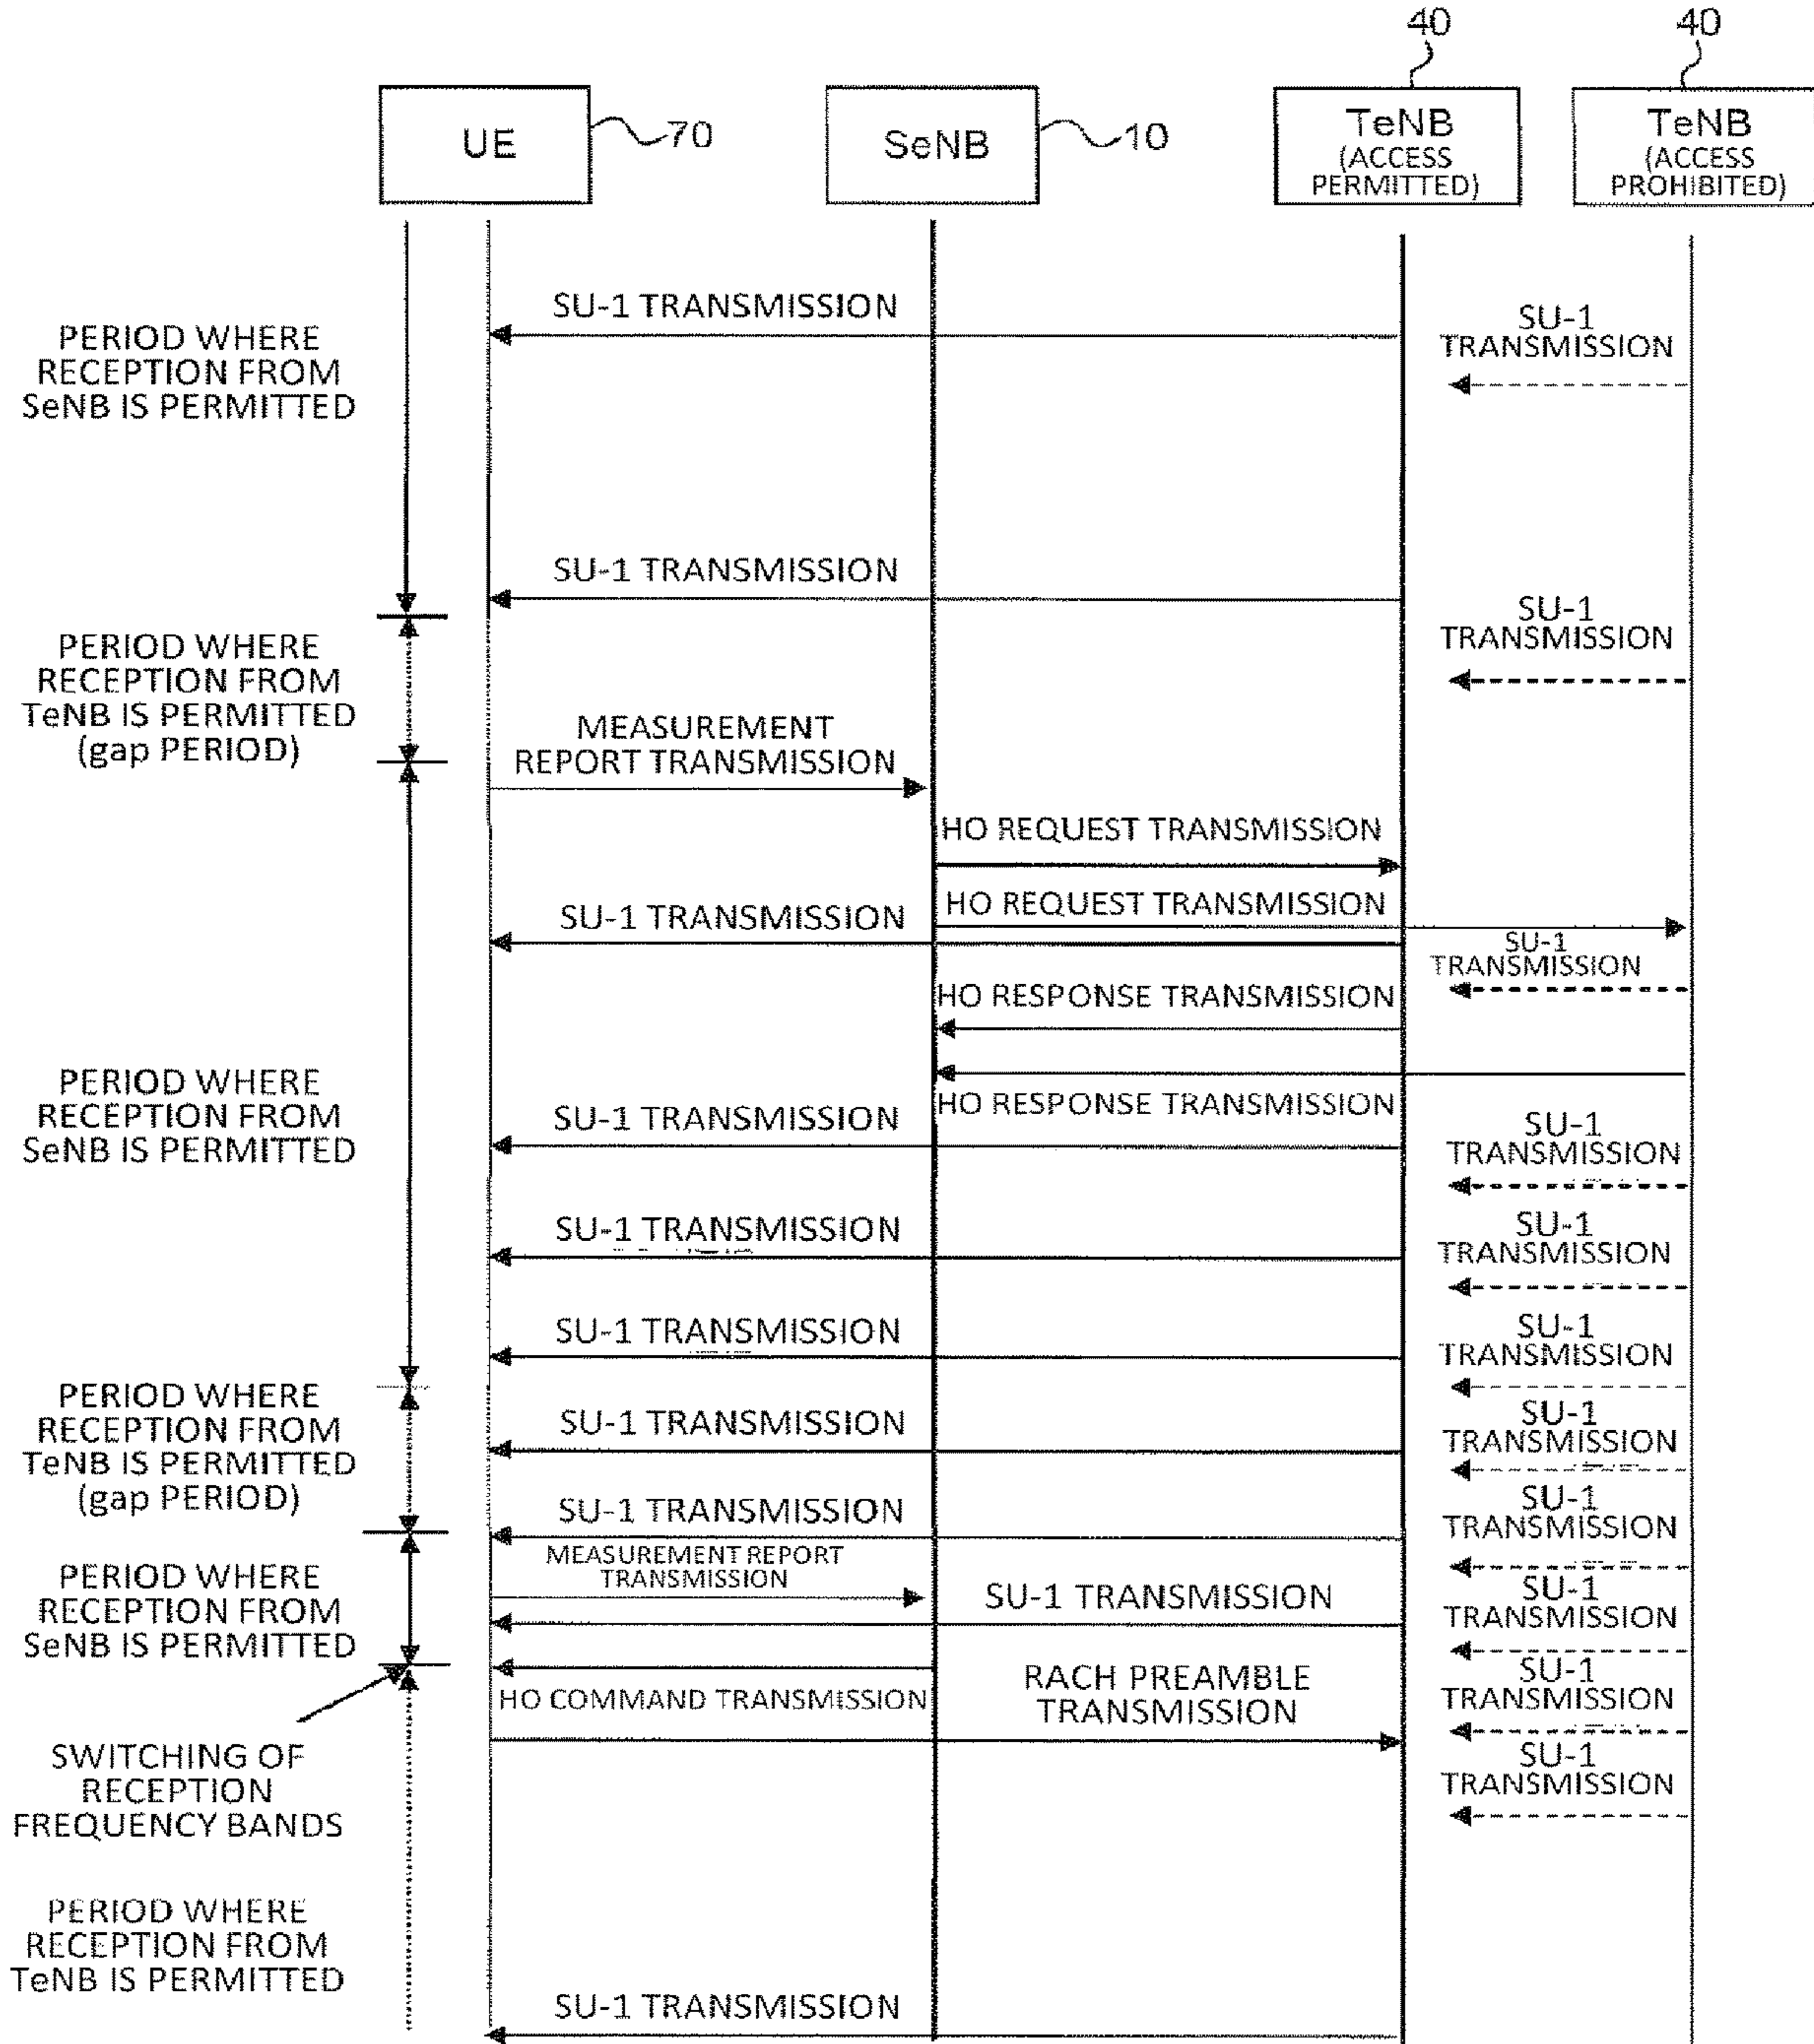 40
40
UE
70
SeNB
10
TeNB
(ACCESS
PERMITTED)
TeNB
(ACCESS
PROHIBITED)
SU-1 TRANSMISSION
SU-1
TRANSMISSION
PERIOD WHERE
RECEPTION FROM
SeNB IS PERMITTED
SU-1 TRANSMISSION
SU-1
TRANSMISSION
PERIOD WHERE
RECEPTION FROM
TeNB IS PERMITTED
(gap PERIOD)
MEASUREMENT
REPORT TRANSMISSION
HO REQUEST TRANSMISSION
HO REQUEST TRANSMISSION
SU-1 TRANSMISSION
SU-1
TRANSMISSION
HO RESPONSE TRANSMISSION
PERIOD WHERE
RECEPTION FROM
SeNB IS PERMITTED
HO RESPONSE TRANSMISSION
SU-1 TRANSMISSION
SU-1
TRANSMISSION
SU-1 TRANSMISSION
SU-1
TRANSMISSION
SU-1 TRANSMISSION
SU-1
TRANSMISSION
PERIOD WHERE
RECEPTION FROM
TeNB IS PERMITTED
(gap PERIOD)
SU-1 TRANSMISSION
SU-1
TRANSMISSION
SU-1 TRANSMISSION
SU-1
TRANSMISSION
MEASUREMENT REPORT
TRANSMISSION
PERIOD WHERE
RECEPTION FROM
SeNB IS PERMITTED
SU-1 TRANSMISSION
SU-1
TRANSMISSION
HO COMMAND TRANSMISSION
RACH PREAMBLE
TRANSMISSION
SU-1
TRANSMISSION
SWITCHING OF
RECEPTION
FREQUENCY BANDS
SU-1
TRANSMISSION
PERIOD WHERE
RECEPTION FROM
TeNB IS PERMITTED
SU-1 TRANSMISSION